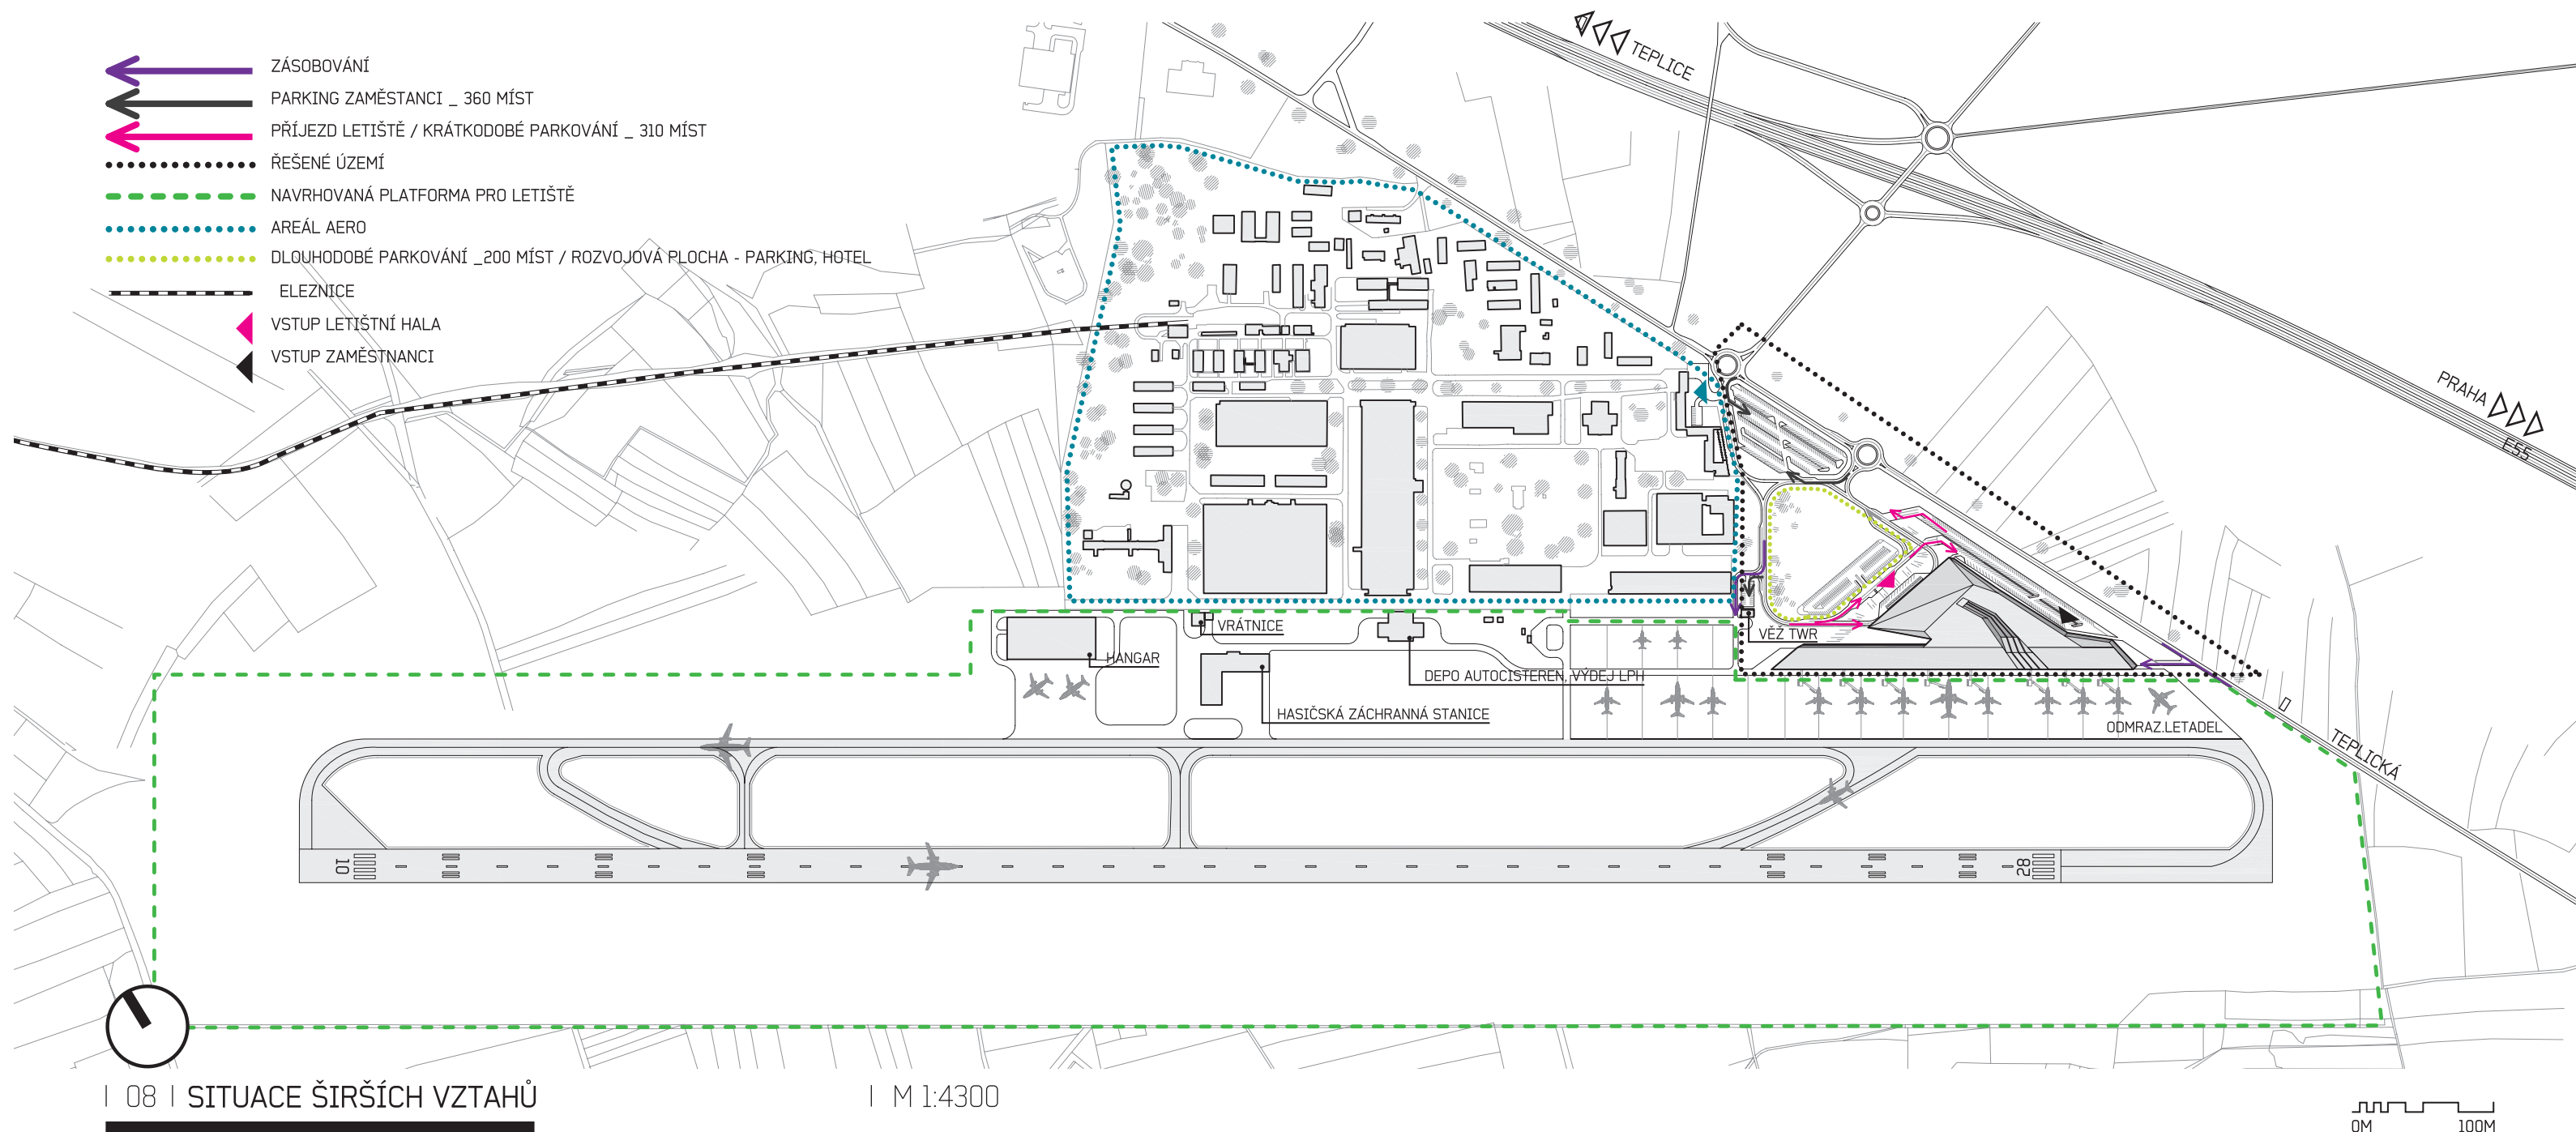 ZÁSOBOVÁNÍ
PARKING ZAMĚSTANCI _ 360 MÍST
PŘÍJEZD LETIŠTĚ / KRÁTKODOBÉ PARKOVÁNÍ _ 310 MÍST
ŘEŠENÉ ÚZEMÍ
NAVRHOVANÁ PLATFORMA PRO LETIŠTĚ
AREÁL AERO
DLOUHODOBÉ PARKOVÁNÍ _200 MÍST / ROZVOJOVÁ PLOCHA - PARKING, HOTEL
ELEZNICE
VSTUP LETIŠTNÍ HALA
VSTUP ZAMĚSTNANCI
TEPLICE
PRAHA
E55
VRÁTNICE
VĚŽ TWR
HANGAR
DEPO AUTOCISTEREN, VÝDEJ LPH
HASIČSKÁ ZÁCHRANNÁ STANICE
ODMRAZ.LETADEL
TEPLICKÁ
10
28
| 08 | SITUACE ŠIRŠÍCH VZTAHŮ
| M 1:4300
0M 100M